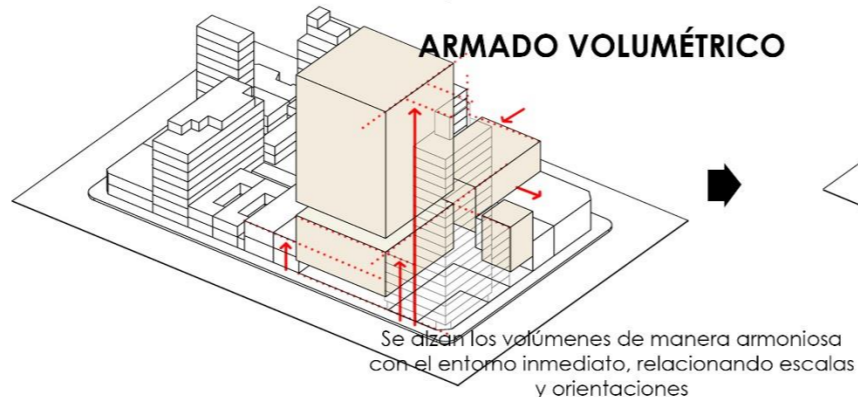 ARMADO VOLUMÉTRICO
Se alzan los volúmenes de manera armoniosa
con el entorno inmediato, relacionando escalas
y orientaciones